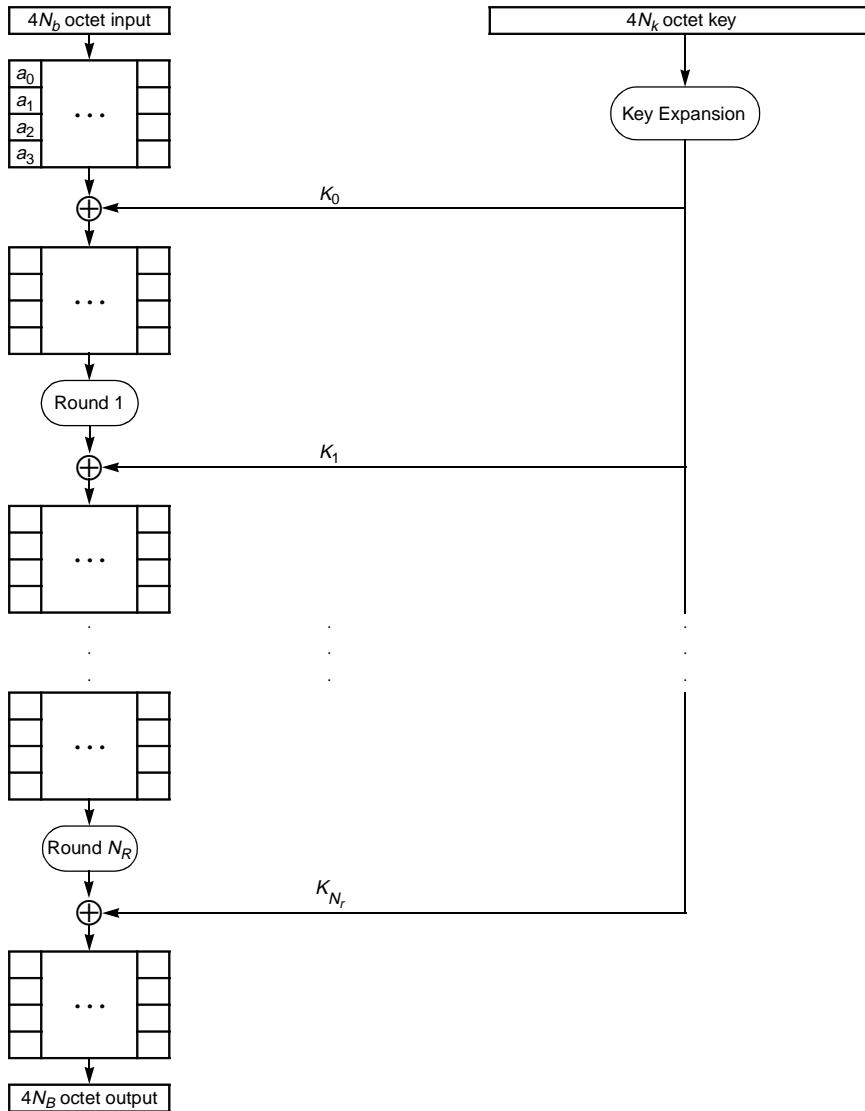 4N_b octet input
4N_k octet key
a_0
a_1
...
a_2
a_3
Key Expansion
K_0
...
Round 1
K_1
...
...
Round N_R
K_{N_r}
...
4N_B octet output